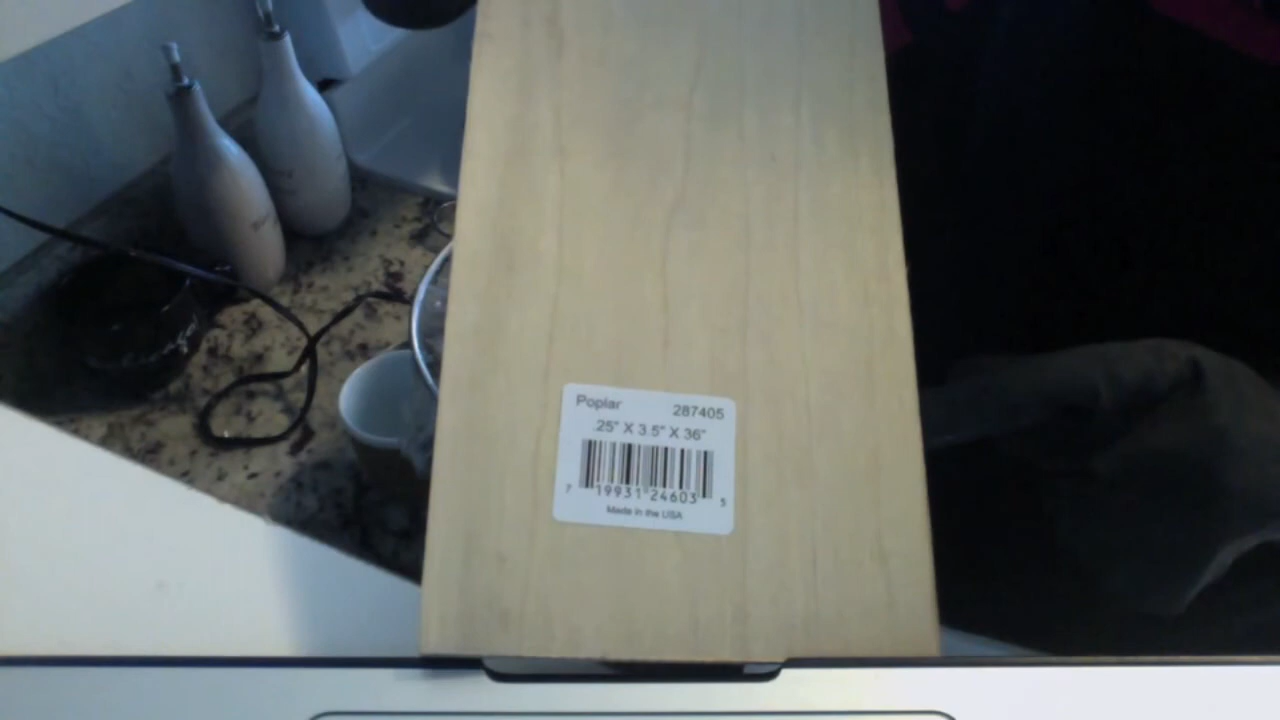 Poplar 287405
.25" X 3.5" X 36"
7 19931 24603 5
Made in the USA